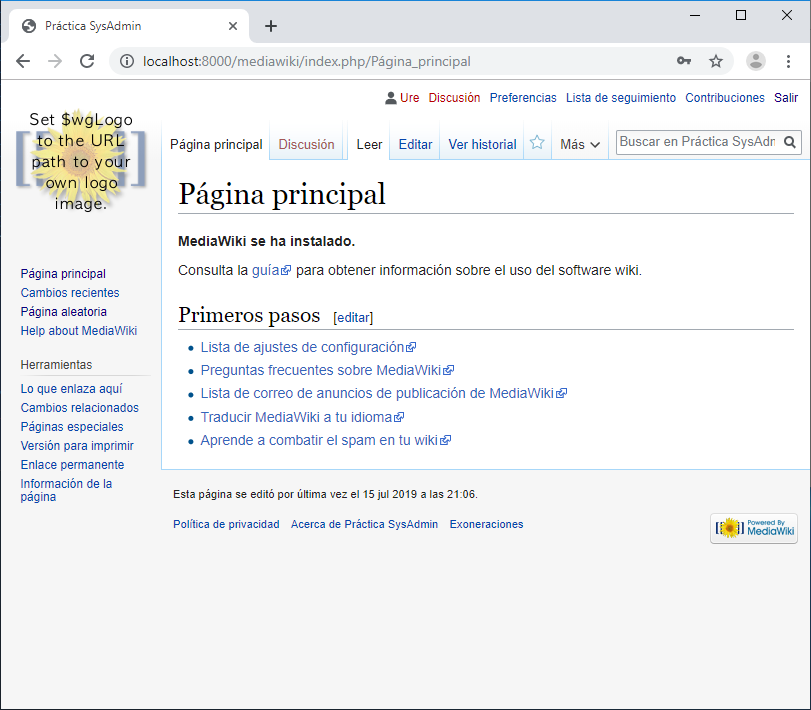 Práctica SysAdmin
localhost:8000/mediawiki/index.php/Página_principal
Ure Discusión Preferencias Lista de seguimiento Contribuciones Salir
Set $wgLogo
to the URL
path to your
own logo
image.
Página principal Discusión Leer Editar Ver historial Más Buscar en Práctica SysAdm
Página principal
MediaWiki se ha instalado.
Consulta la guía para obtener información sobre el uso del software wiki.
Primeros pasos [editar]
Lista de ajustes de configuración
Preguntas frecuentes sobre MediaWiki
Lista de correo de anuncios de publicación de MediaWiki
Traducir MediaWiki a tu idioma
Aprende a combatir el spam en tu wiki
Página principal
Cambios recientes
Página aleatoria
Help about MediaWiki
Herramientas
Lo que enlaza aquí
Cambios relacionados
Páginas especiales
Versión para imprimir
Enlace permanente
Información de la
página
Esta página se editó por última vez el 15 jul 2019 a las 21:06.
Política de privacidad Acerca de Práctica SysAdmin Exoneraciones
Powered By
MediaWiki